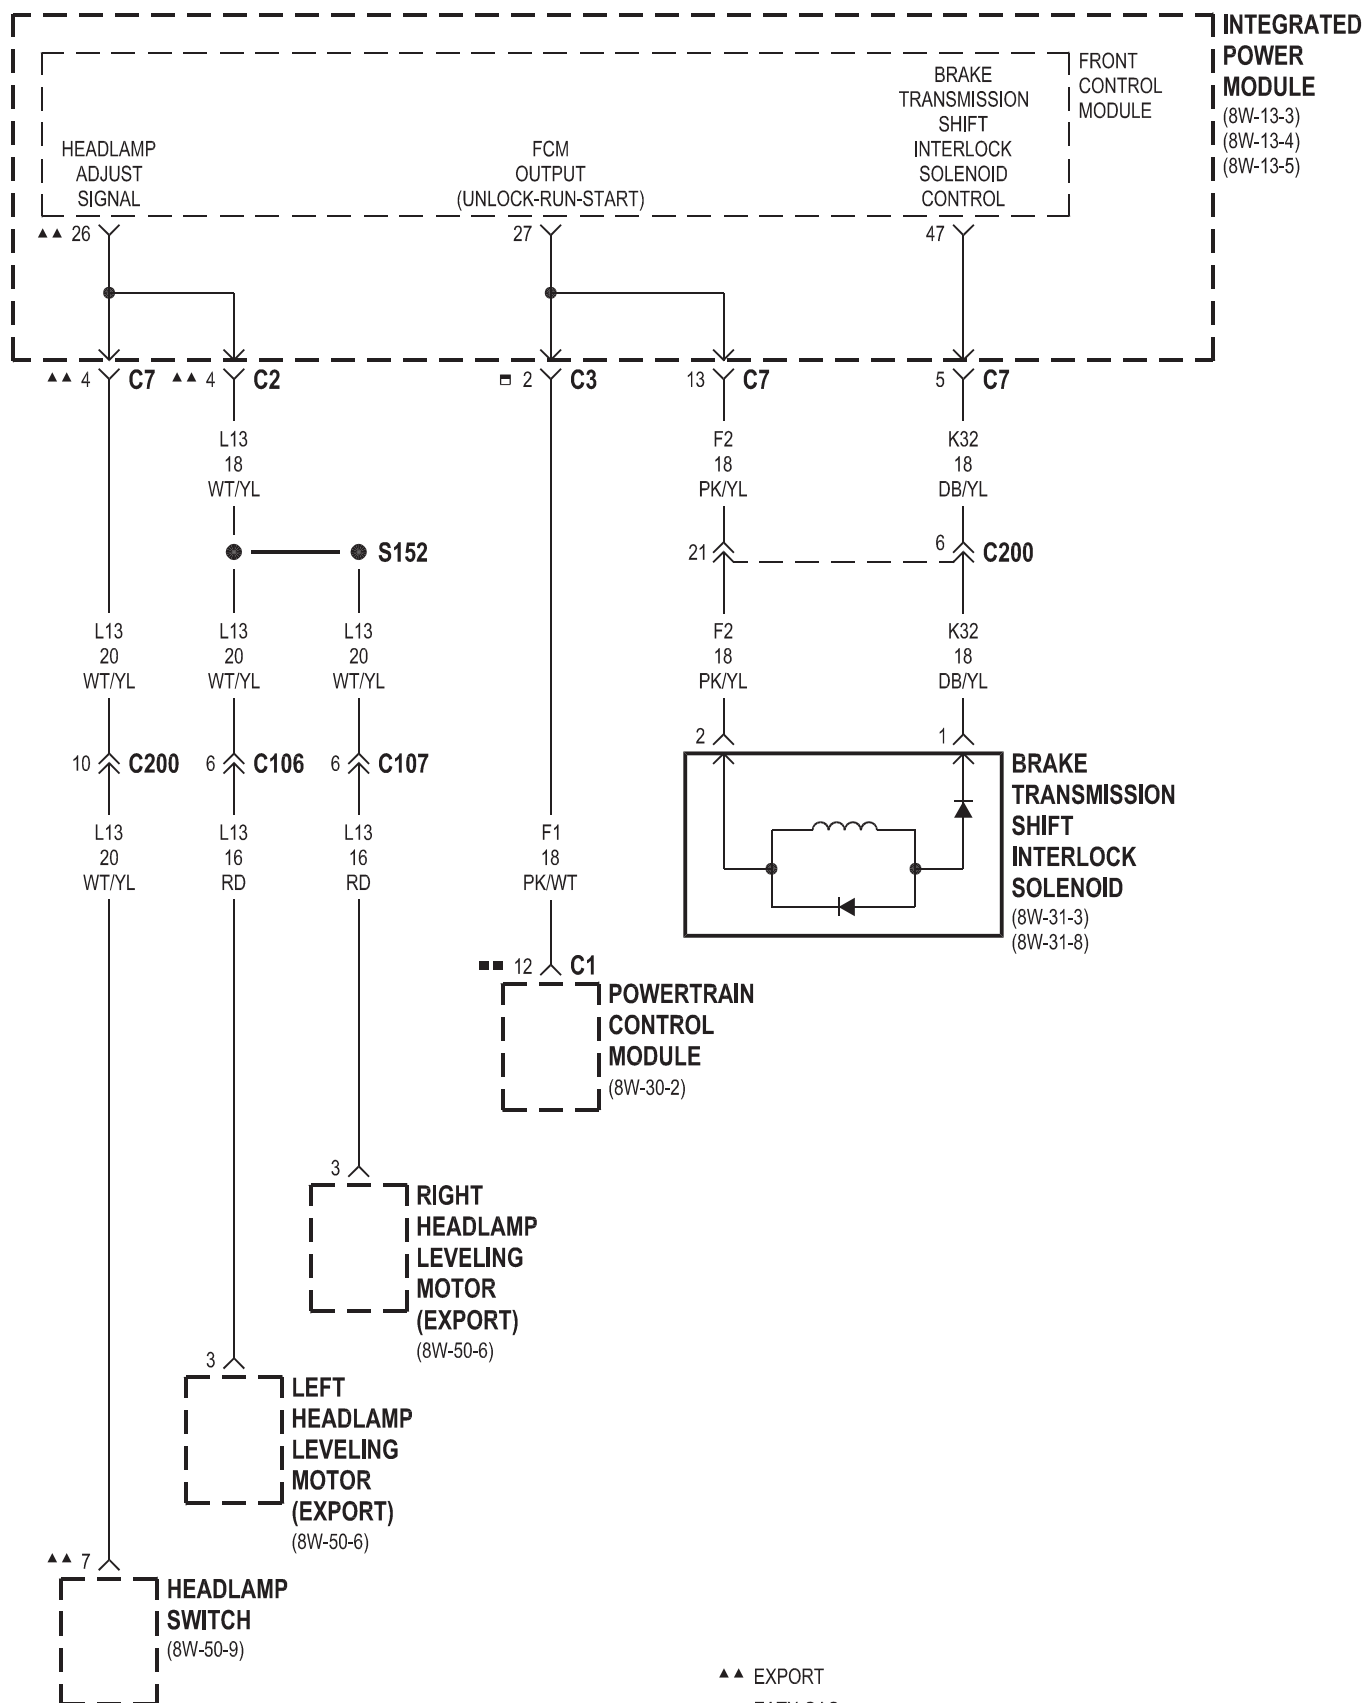 INTEGRATED
POWER
MODULE
(8W-13-3)
(8W-13-4)
(8W-13-5)
FRONT
CONTROL
MODULE
HEADLAMP
ADJUST
SIGNAL
FCM
OUTPUT
(UNLOCK-RUN-START)
BRAKE
TRANSMISSION
SHIFT
INTERLOCK
SOLENOID
CONTROL
26
27
47
4 C7
4 C2
2 C3
13 C7
5 C7
L13
18
WT/YL
F2
18
PK/YL
K32
18
DB/YL
S152
21
6 C200
L13
20
WT/YL
L13
20
WT/YL
L13
20
WT/YL
F2
18
PK/YL
K32
18
DB/YL
10 C200
6 C106
6 C107
2
1
BRAKE
TRANSMISSION
SHIFT
INTERLOCK
SOLENOID
(8W-31-3)
(8W-31-8)
L13
20
WT/YL
L13
16
RD
L13
16
RD
F1
18
PK/WT
12 C1
POWERTRAIN
CONTROL
MODULE
(8W-30-2)
3
RIGHT
HEADLAMP
LEVELING
MOTOR
(EXPORT)
(8W-50-6)
3
LEFT
HEADLAMP
LEVELING
MOTOR
(EXPORT)
(8W-50-6)
7
HEADLAMP
SWITCH
(8W-50-9)
EXPORT